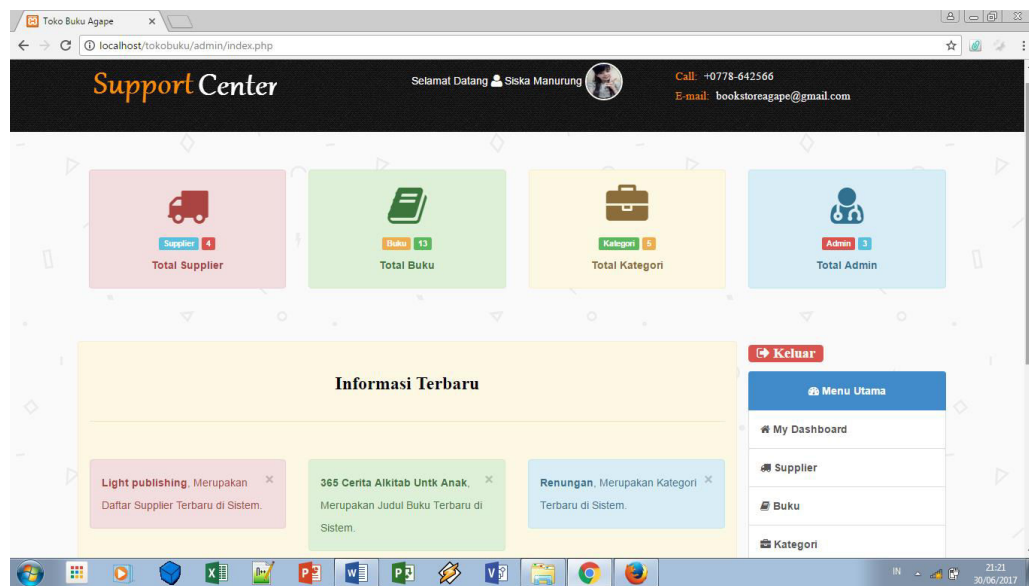 Toko Buku Agape
localhost/tokobuku/admin/index.php
Support Center
Selamat Datang Siska Manurung
Call: +0778-642566
E-mail: bookstoreagape@gmail.com
Supplier 4
Total Supplier
Buku 13
Total Buku
Kategori 5
Total Kategori
Admin 3
Total Admin
Keluar
Informasi Terbaru
Menu Utama
My Dashboard
Supplier
Buku
Kategori
Light publishing, Merupakan
Daftar Supplier Terbaru di Sistem.
365 Cerita Alkitab Untk Anak,
Merupakan Judul Buku Terbaru di
Sistem.
Renungan, Merupakan Kategori
Terbaru di Sistem.
IN
21:21
30/06/2017